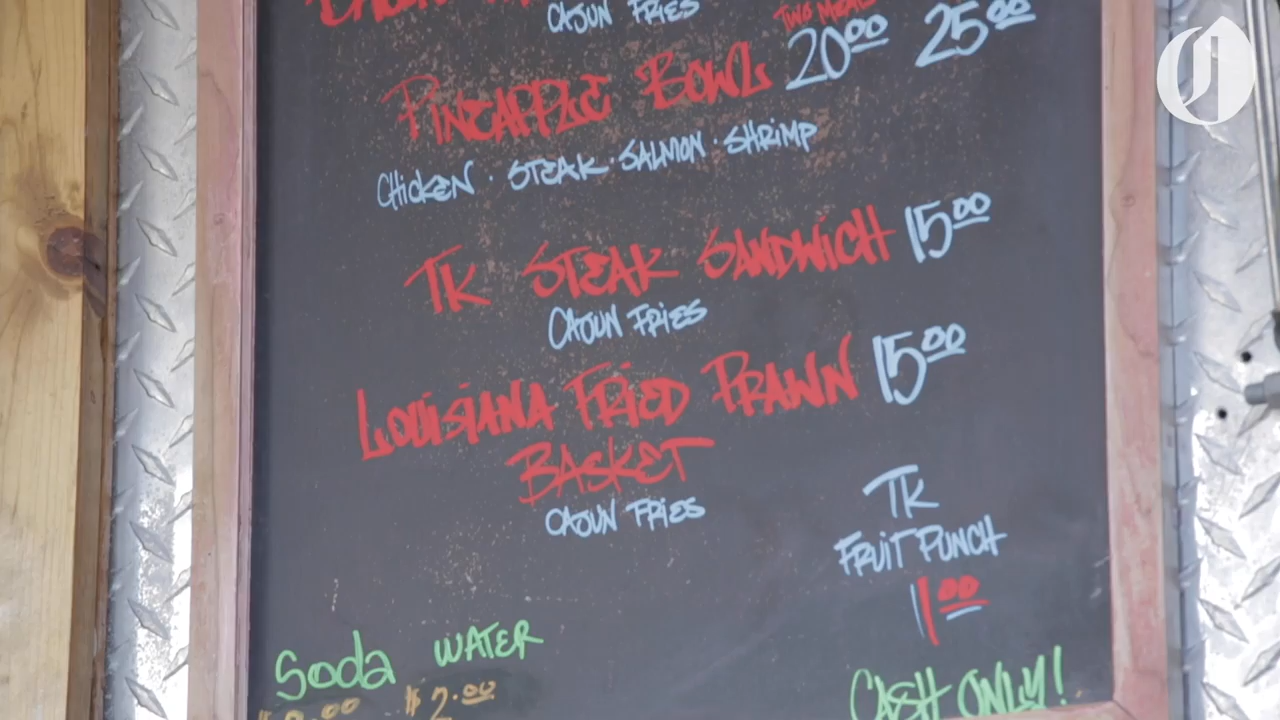 CAJUN FRIES
TWO MEATS
PINEAPPLE BOWL 20.00 25.00
CHICKEN · STEAK · SALMON · SHRIMP
TK STEAK SANDWICH 15.00
CAJUN FRIES
LOUISIANA FRIED PRAWN 15.00
BASKET
CAJUN FRIES
TK
FRUIT PUNCH
1.00
Soda WATER
$2.00
CASH ONLY!